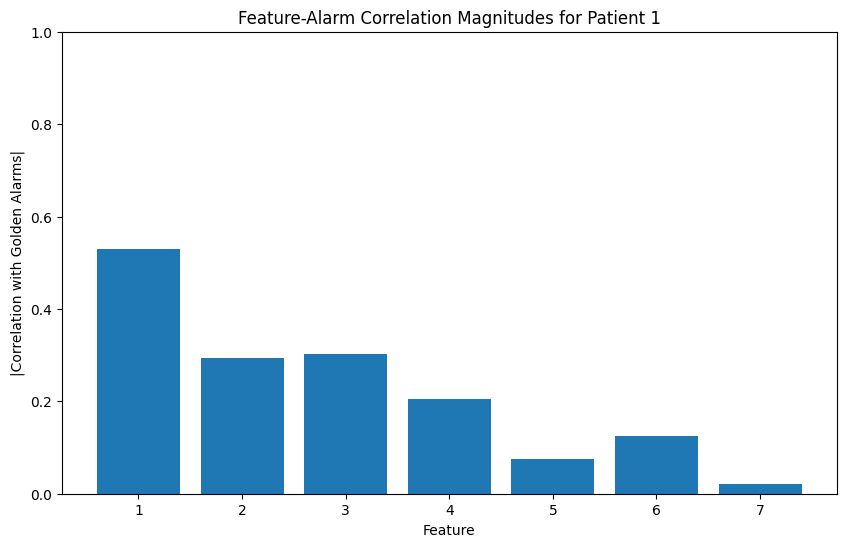 Feature-Alarm Correlation Magnitudes for Patient 1
|Correlation with Golden Alarms|
1.0
0.8
0.6
0.4
0.2
0.0
1 2 3 4 5 6 7
Feature